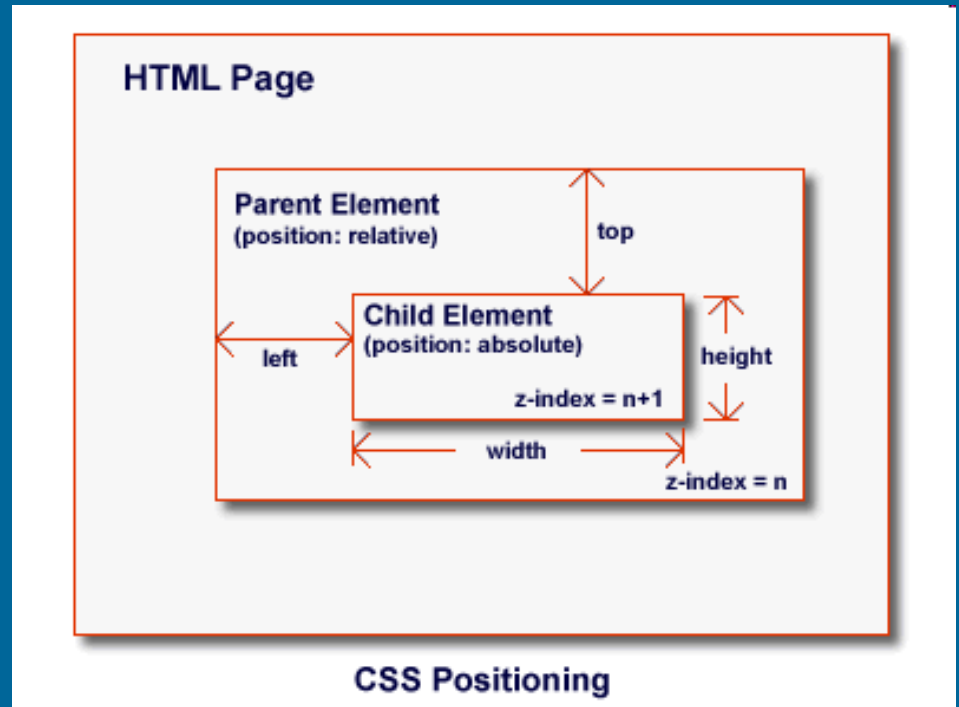 HTML Page
Parent Element
(position: relative)
top
Child Element
(position: absolute)
left
height
z-index = n+1
width
z-index = n
CSS Positioning